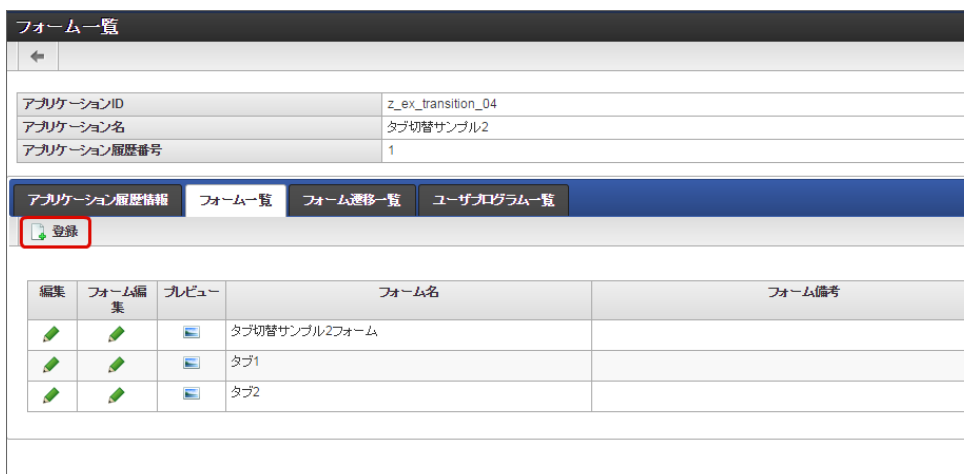 フォーム一覧
アプリケーションID z_ex_transition_04
アプリケーション名 タブ切替サンプル2
アプリケーション履歴番号 1
アプリケーション履歴情報 フォーム一覧 フォーム遷移一覧 ユーザプログラム一覧
登録
編集 フォーム編集 プレビュー フォーム名 フォーム備考
タブ切替サンプル2フォーム
タブ1
タブ2